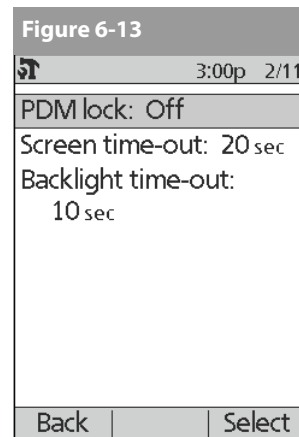 Figure 6-13
3:00p 2/11
PDM lock: Off
Screen time-out: 20 sec
Backlight time-out:
10 sec
Back Select